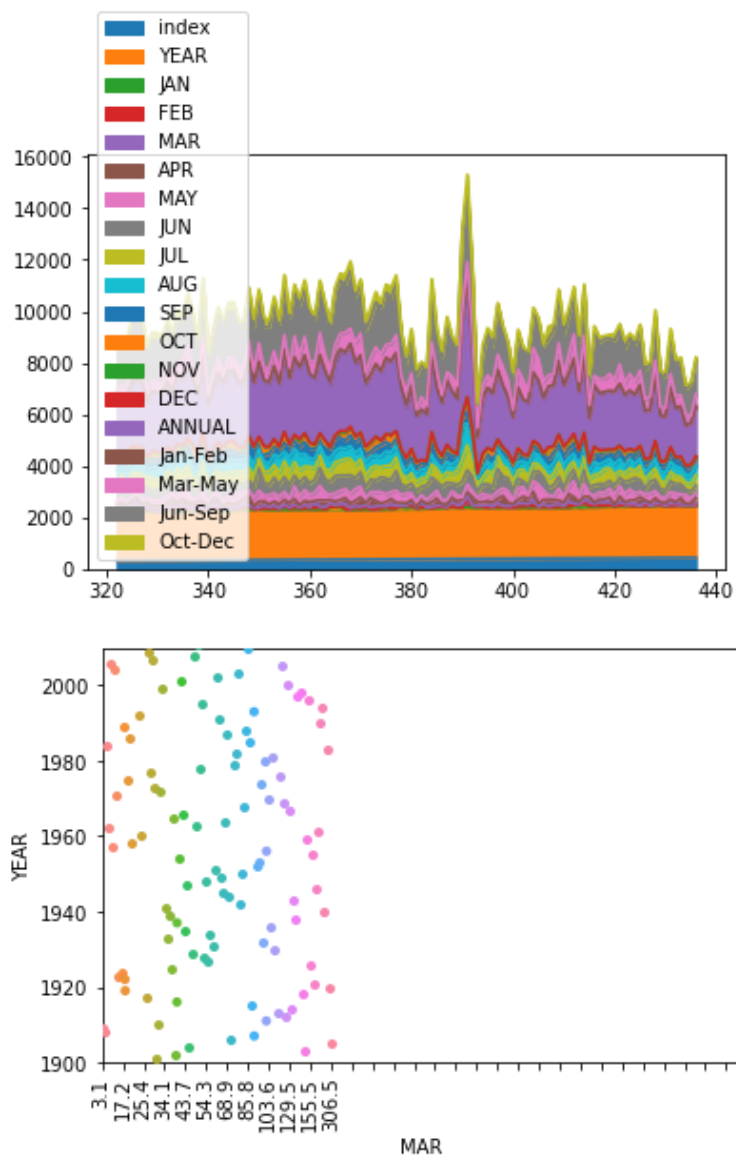 index
YEAR
JAN
FEB
MAR
APR
MAY
JUN
JUL
AUG
SEP
OCT
NOV
DEC
ANNUAL
Jan-Feb
Mar-May
Jun-Sep
Oct-Dec
16000
14000
12000
10000
8000
6000
4000
2000
0
320 340 360 380 400 420 440
2000
1980
1960
1940
1920
1900
YEAR
3.1 17.2 25.4 34.1 43.7 54.3 68.9 85.8 103.6 129.5 155.5 306.5
MAR